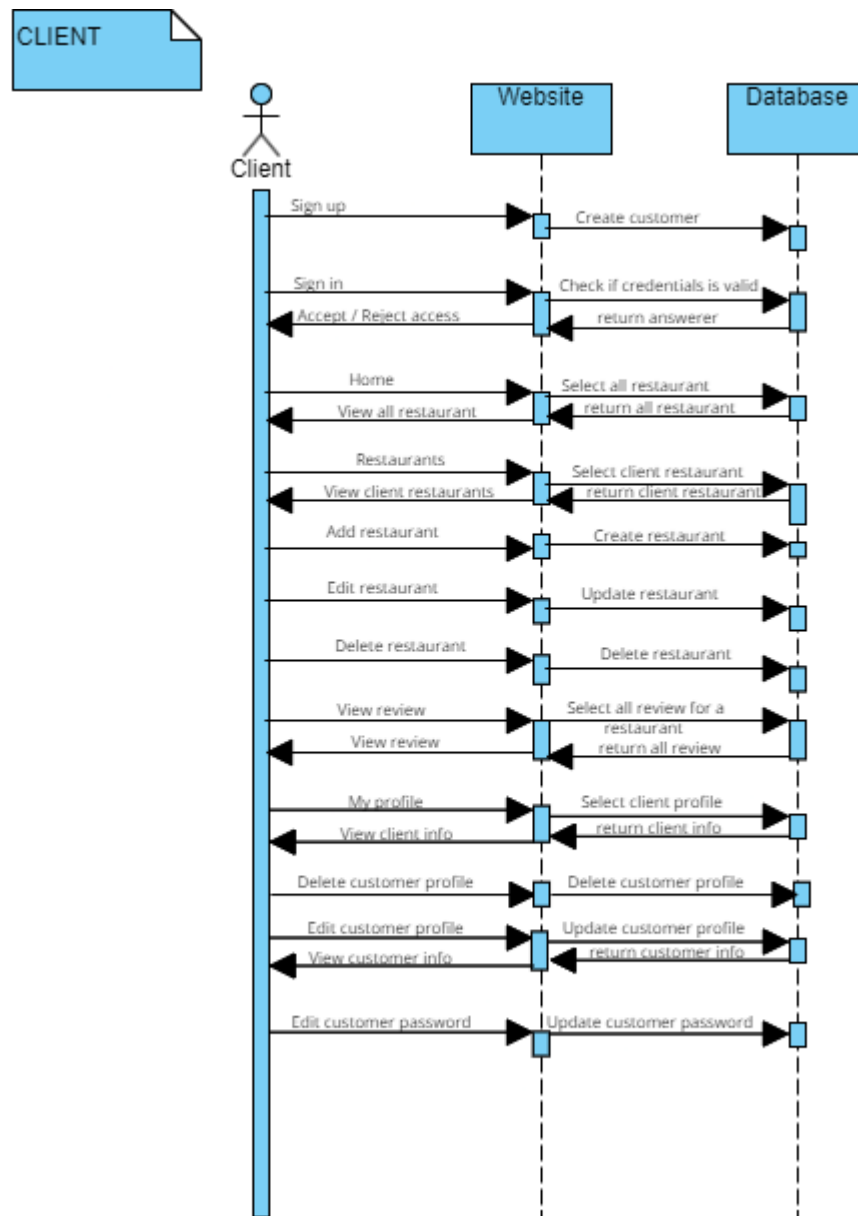 CLIENT
Website
Database
Client
Sign up
Create customer
Sign in
Check if credentials is valid
Accept / Reject access
return answerer
Home
Select all restaurant
View all restaurant
return all restaurant
Restaurants
Select client restaurant
View client restaurants
return client restaurant
Add restaurant
Create restaurant
Edit restaurant
Update restaurant
Delete restaurant
Delete restaurant
View review
Select all review for a
restaurant
View review
return all review
My profile
Select client profile
View client info
return client info
Delete customer profile
Delete customer profile
Edit customer profile
Update customer profile
View customer info
return customer info
Edit customer password
Update customer password